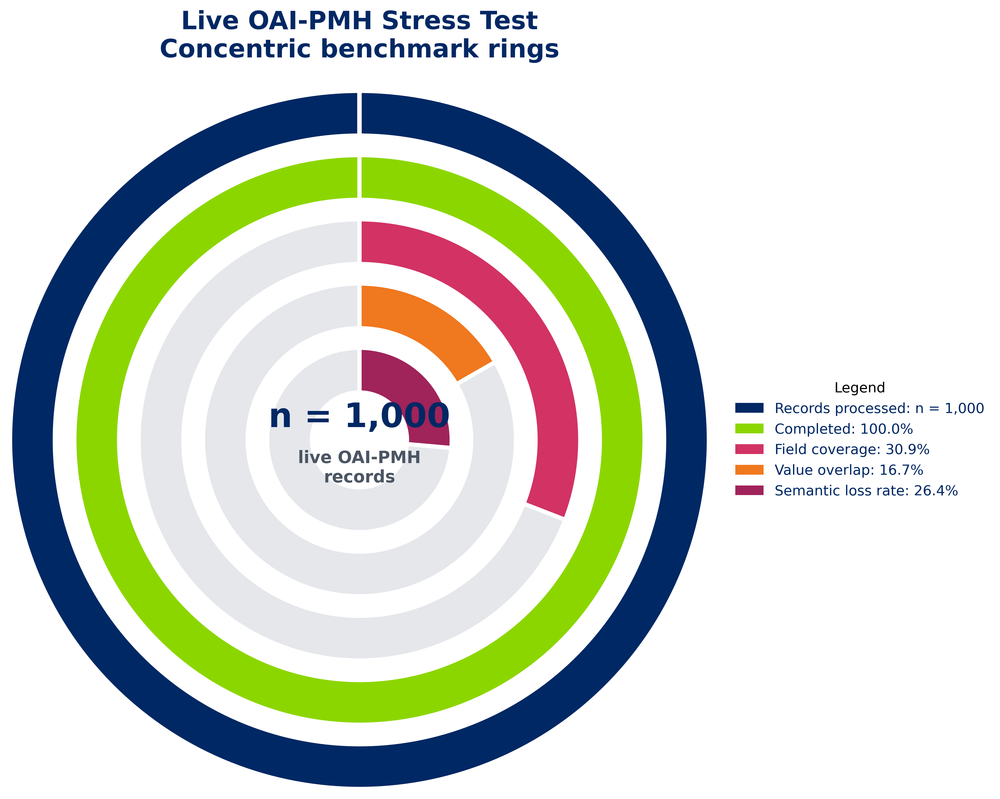 Live OAI-PMH Stress Test
Concentric benchmark rings
n = 1,000
live OAI-PMH
records
Legend
Records processed: n = 1,000
Completed: 100.0%
Field coverage: 30.9%
Value overlap: 16.7%
Semantic loss rate: 26.4%